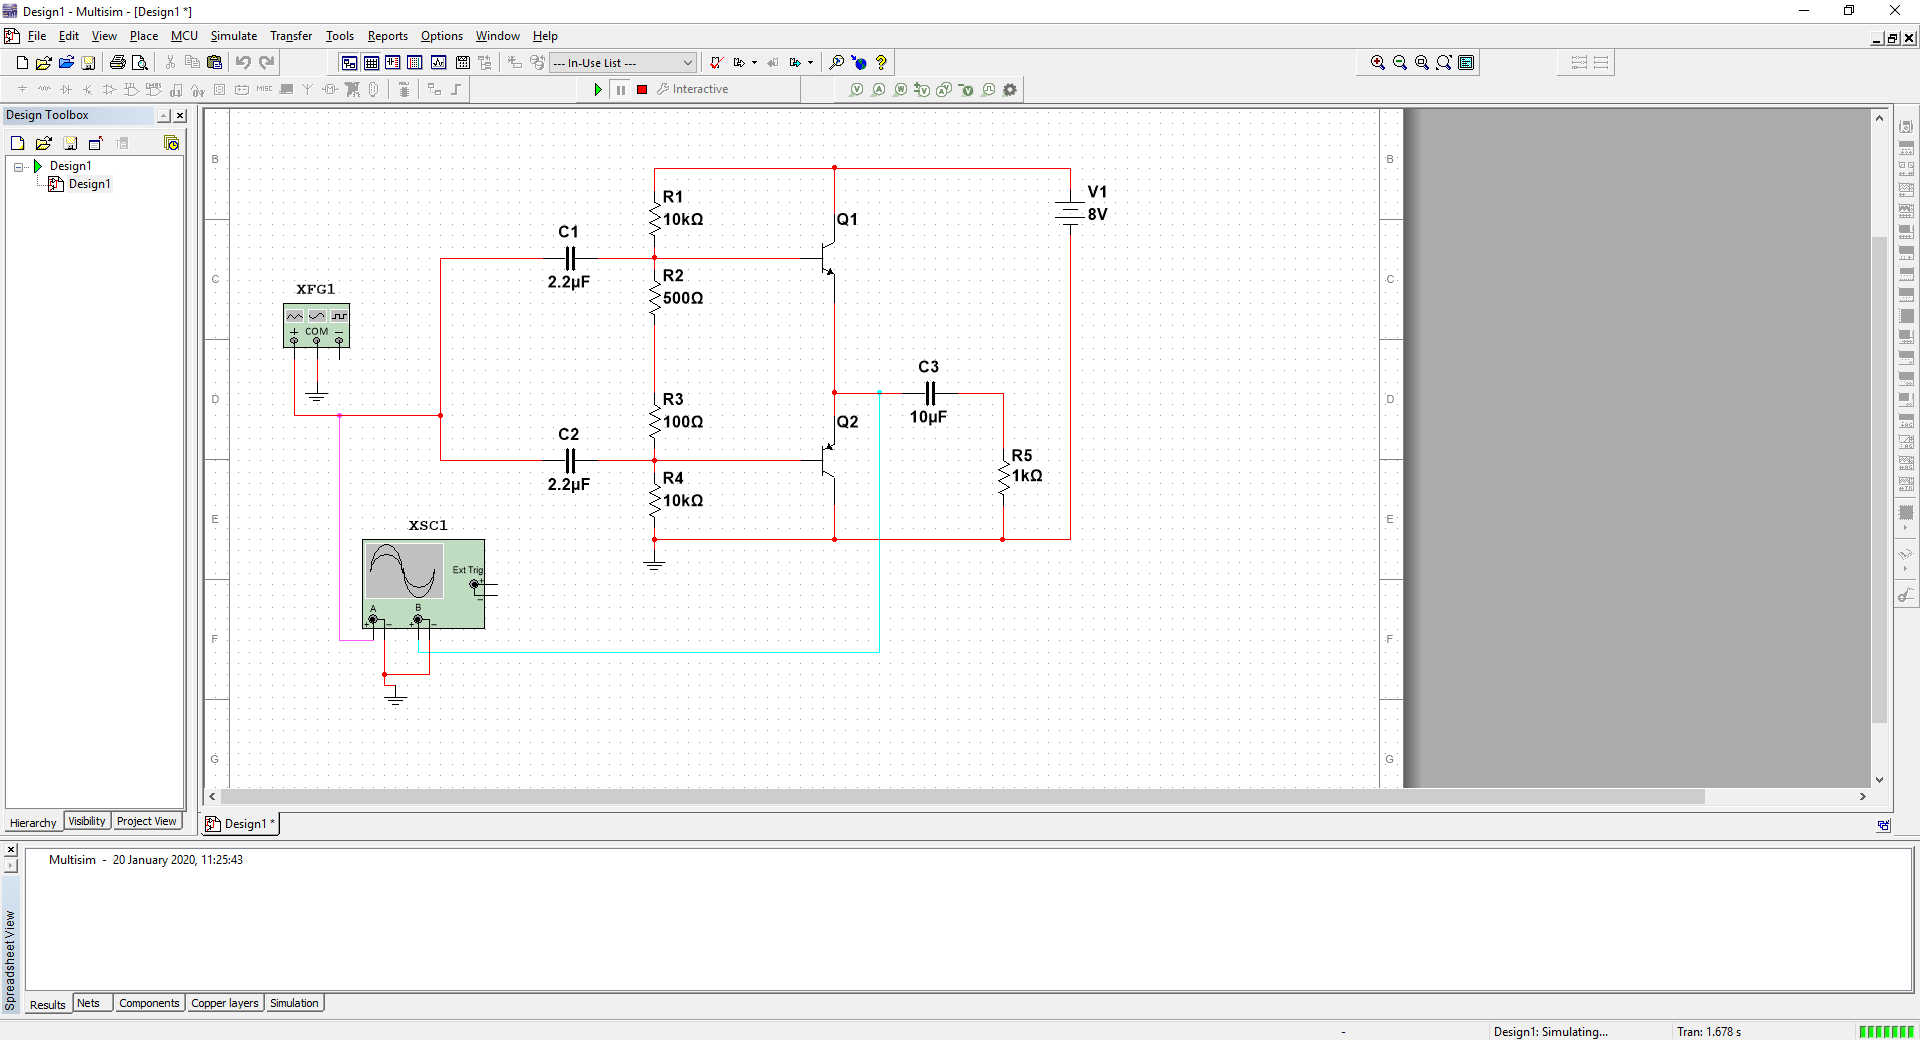 Design1 - Multisim - [Design1 *]
File Edit View Place MCU Simulate Transfer Tools Reports Options Window Help
--- In-Use List ---
MISC
Interactive
Design Toolbox
Design1
Design1
B
B
C
C
D
D
E
E
F
F
G
G
R1
10kΩ
V1
8V
Q1
C1
2.2µF
R2
500Ω
XFG1
+ COM −
C3
10µF
R3
100Ω
Q2
C2
2.2µF
R4
10kΩ
R5
1kΩ
XSC1
Ext Trig
+
−
A
B
+ − + −
Hierarchy Visibility Project View
Design1 *
Multisim - 20 January 2020, 11:25:43
Spreadsheet View
Results Nets Components Copper layers Simulation
- Design1: Simulating... Tran: 1.678 s